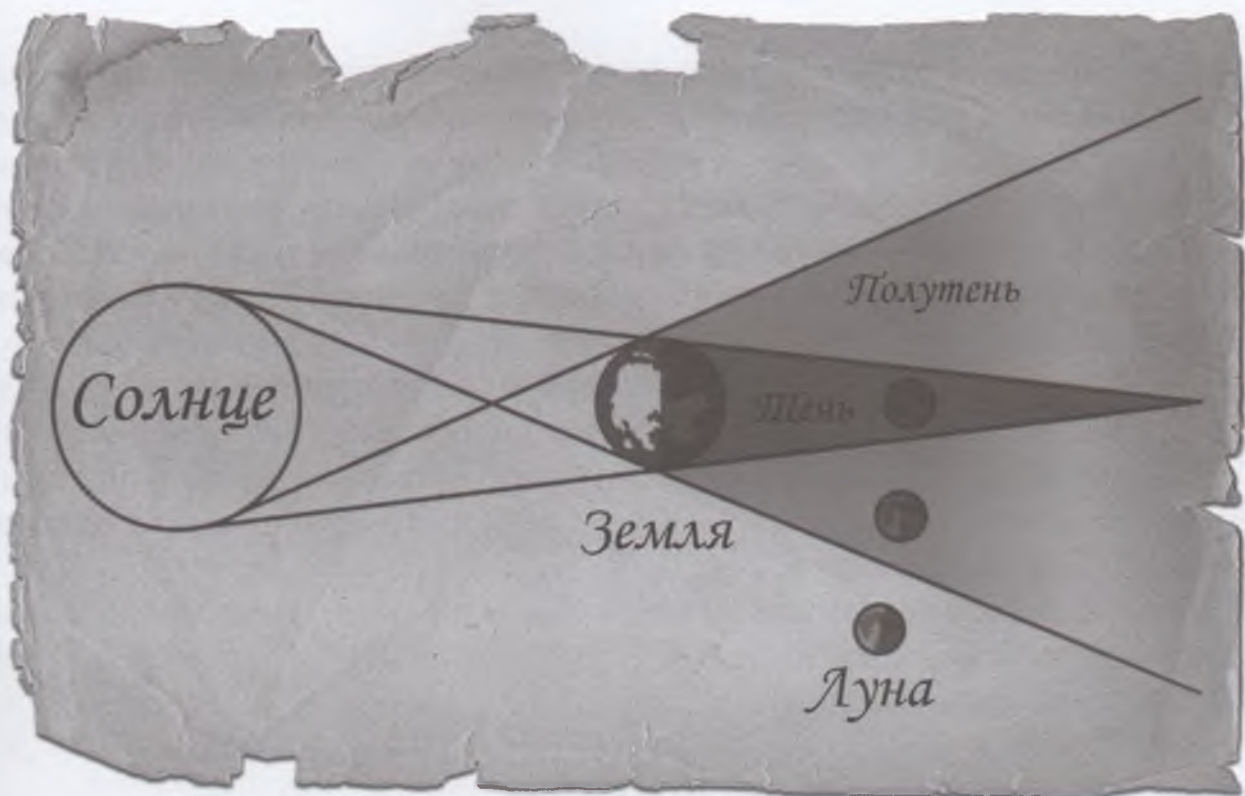 Полутень
Солнце
Тень
Земля
Луна